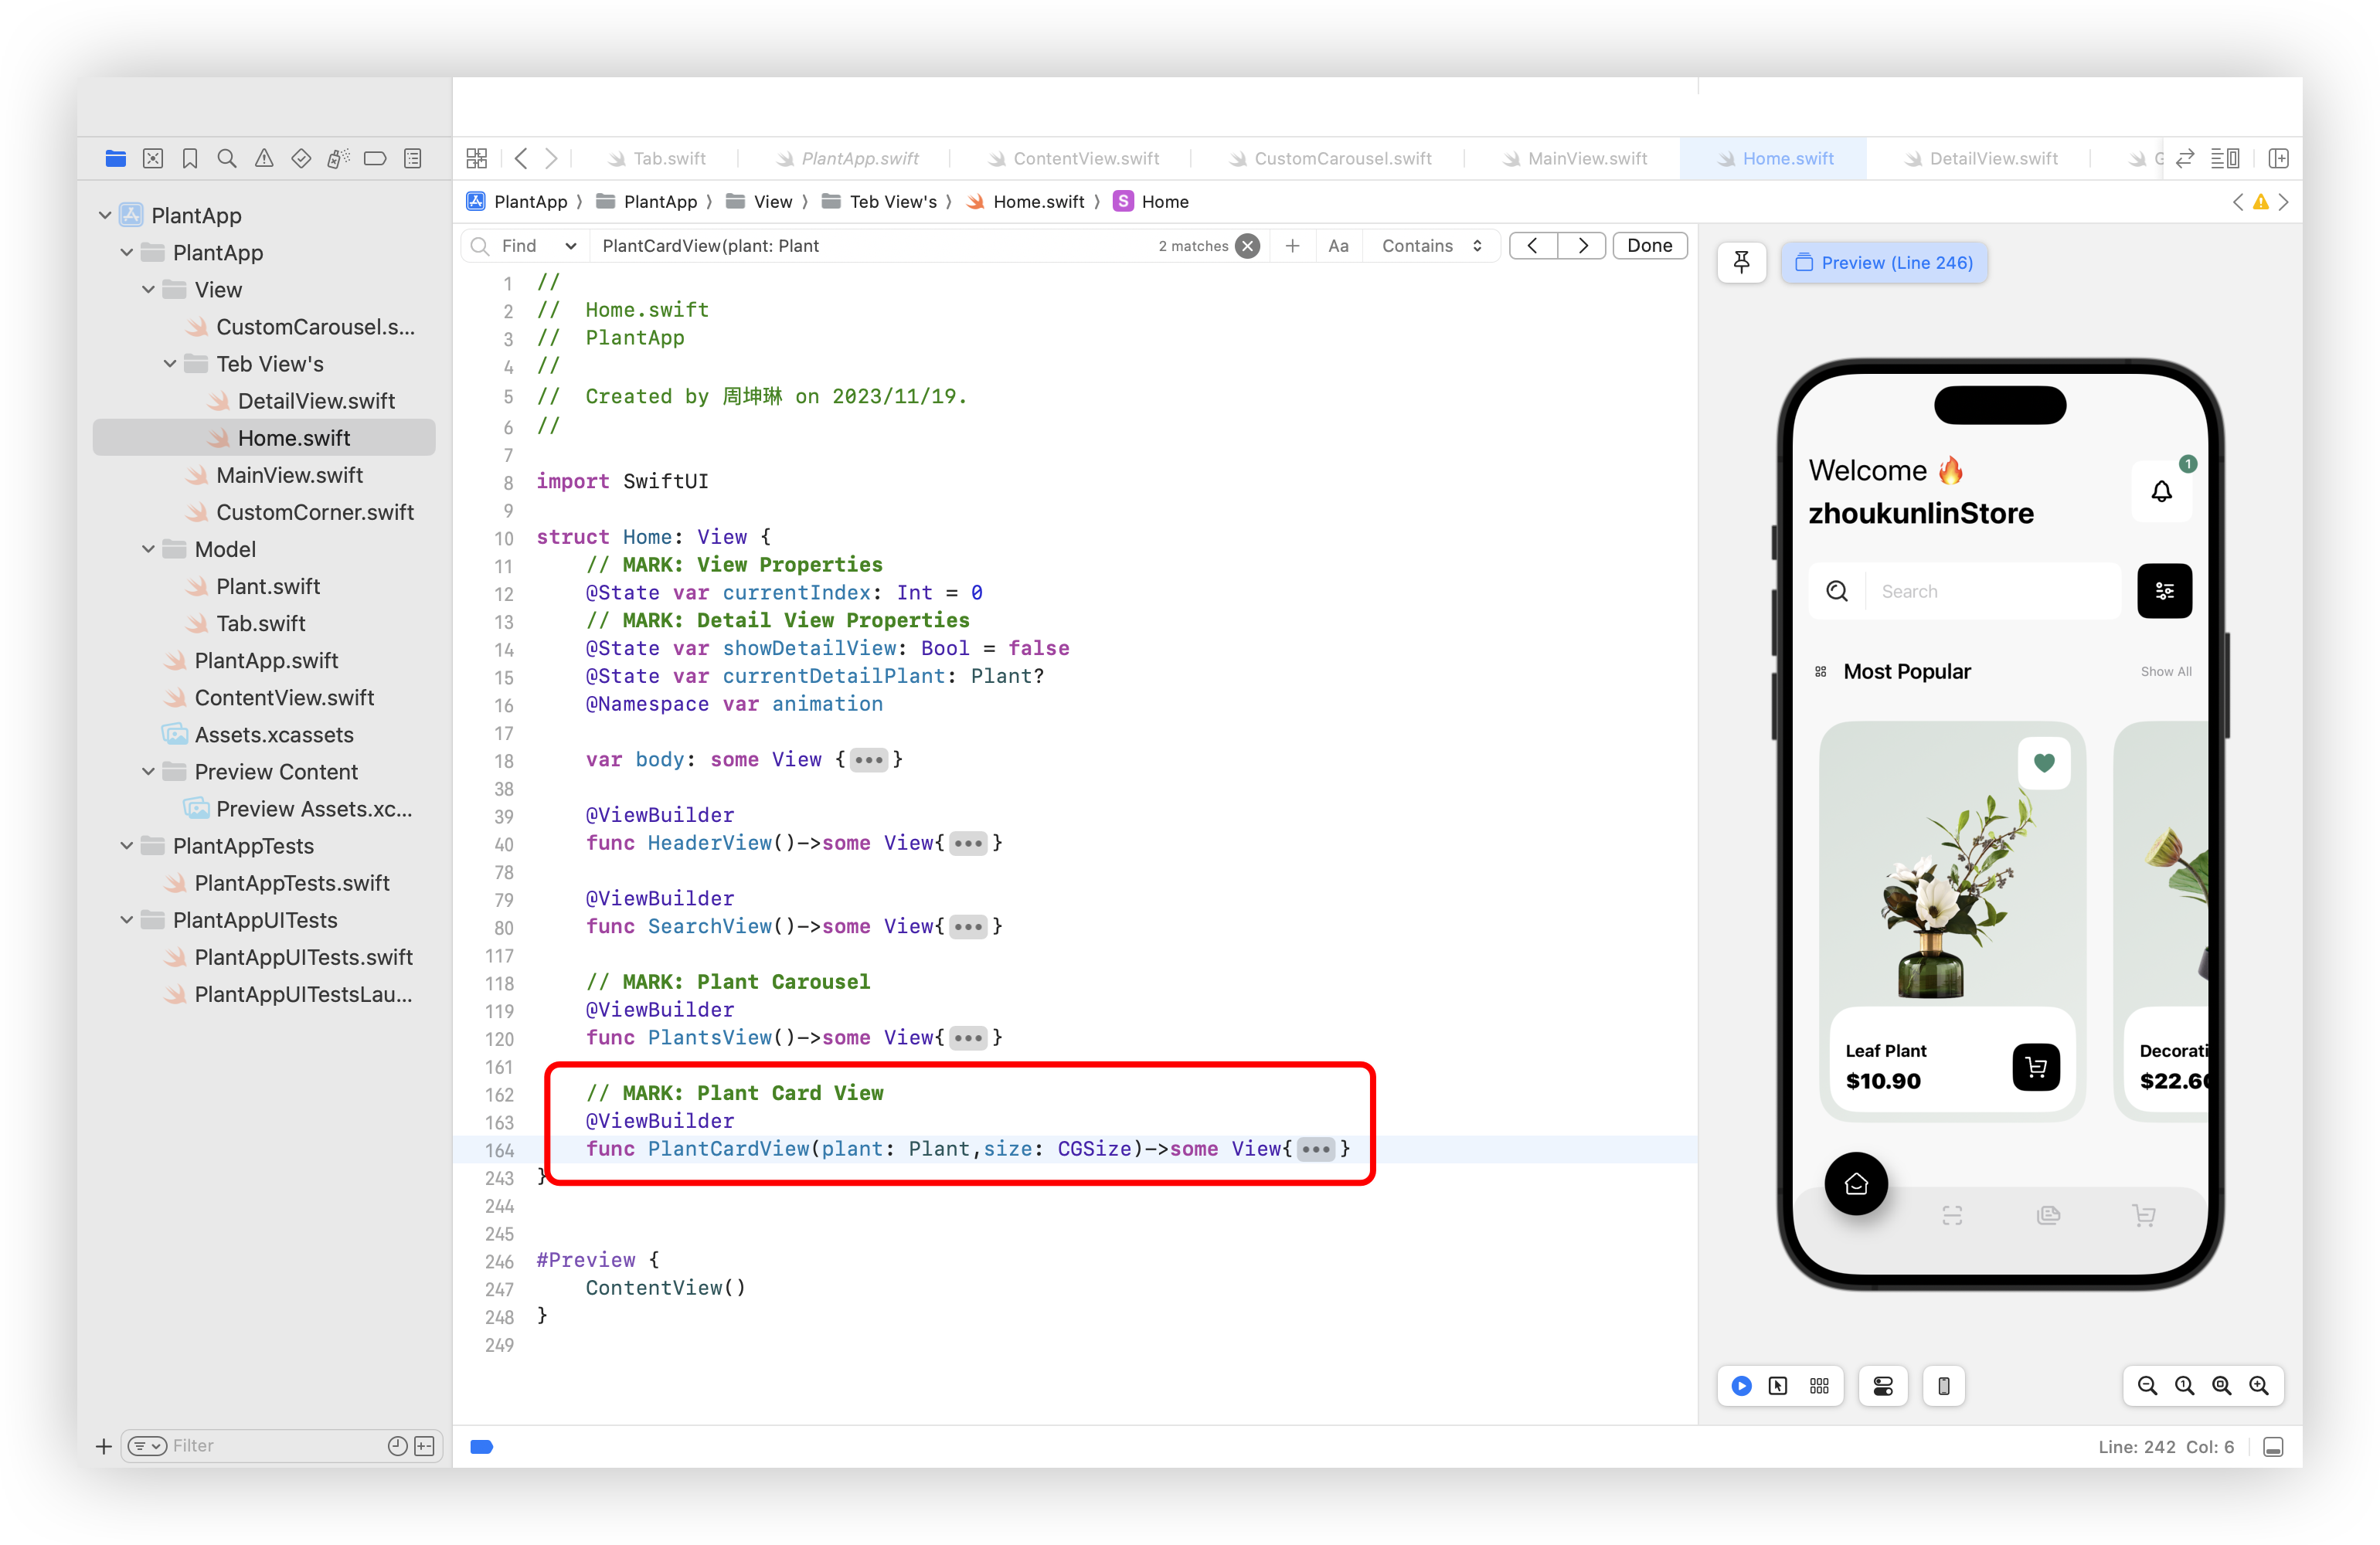 Tab.swift
PlantApp.swift
ContentView.swift
CustomCarousel.swift
MainView.swift
Home.swift
DetailView.swift
PlantApp
PlantApp
View
CustomCarousel.s...
Teb View's
DetailView.swift
Home.swift
MainView.swift
CustomCorner.swift
Model
Plant.swift
Tab.swift
PlantApp.swift
ContentView.swift
Assets.xcassets
Preview Content
Preview Assets.xc...
PlantAppTests
PlantAppTests.swift
PlantAppUITests
PlantAppUITests.swift
PlantAppUITestsLau...
Filter
PlantApp 〉 PlantApp 〉 View 〉 Teb View's 〉 Home.swift 〉 S Home
Find PlantCardView(plant: Plant 2 matches Aa Contains Done
1 //
2 //  Home.swift
3 //  PlantApp
4 //
5 //  Created by 周坤琳 on 2023/11/19.
6 //
7
8 import SwiftUI
9
10 struct Home: View {
11     // MARK: View Properties
12     @State var currentIndex: Int = 0
13     // MARK: Detail View Properties
14     @State var showDetailView: Bool = false
15     @State var currentDetailPlant: Plant?
16     @Namespace var animation
17
18     var body: some View {•••}
38
39     @ViewBuilder
40     func HeaderView()->some View{•••}
78
79     @ViewBuilder
80     func SearchView()->some View{•••}
117
118     // MARK: Plant Carousel
119     @ViewBuilder
120     func PlantsView()->some View{•••}
161
162     // MARK: Plant Card View
163     @ViewBuilder
164     func PlantCardView(plant: Plant,size: CGSize)->some View{•••}
243 }
244
245
246 #Preview {
247     ContentView()
248 }
249
Preview (Line 246)
Welcome 🔥
1
zhoukunlinStore
Search
Most Popular
Show All
Leaf Plant
$10.90
Decorati
$22.60
Line: 242 Col: 6